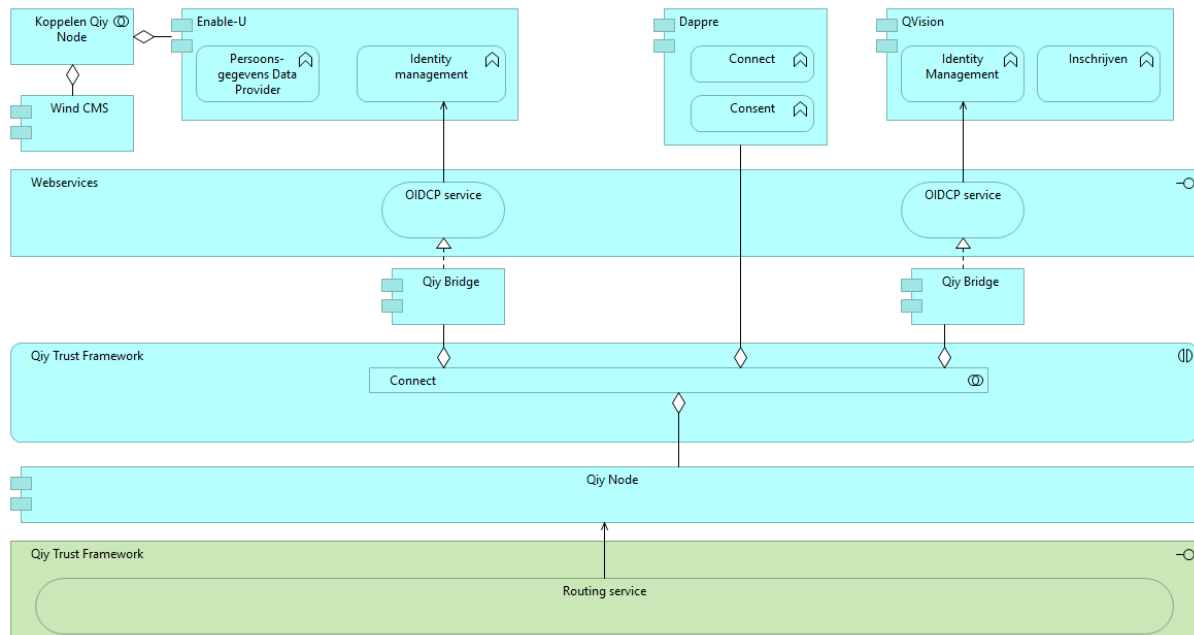 Koppelen Qiy
Node
Enable-U
Persoons-
gegevens Data
Provider
Identity
management
Dappre
Connect
Consent
QVision
Identity
Management
Inschrijven
Wind CMS
Webservices
OIDCP service
OIDCP service
Qiy Bridge
Qiy Bridge
Qiy Trust Framework
Connect
Qiy Node
Qiy Trust Framework
Routing service